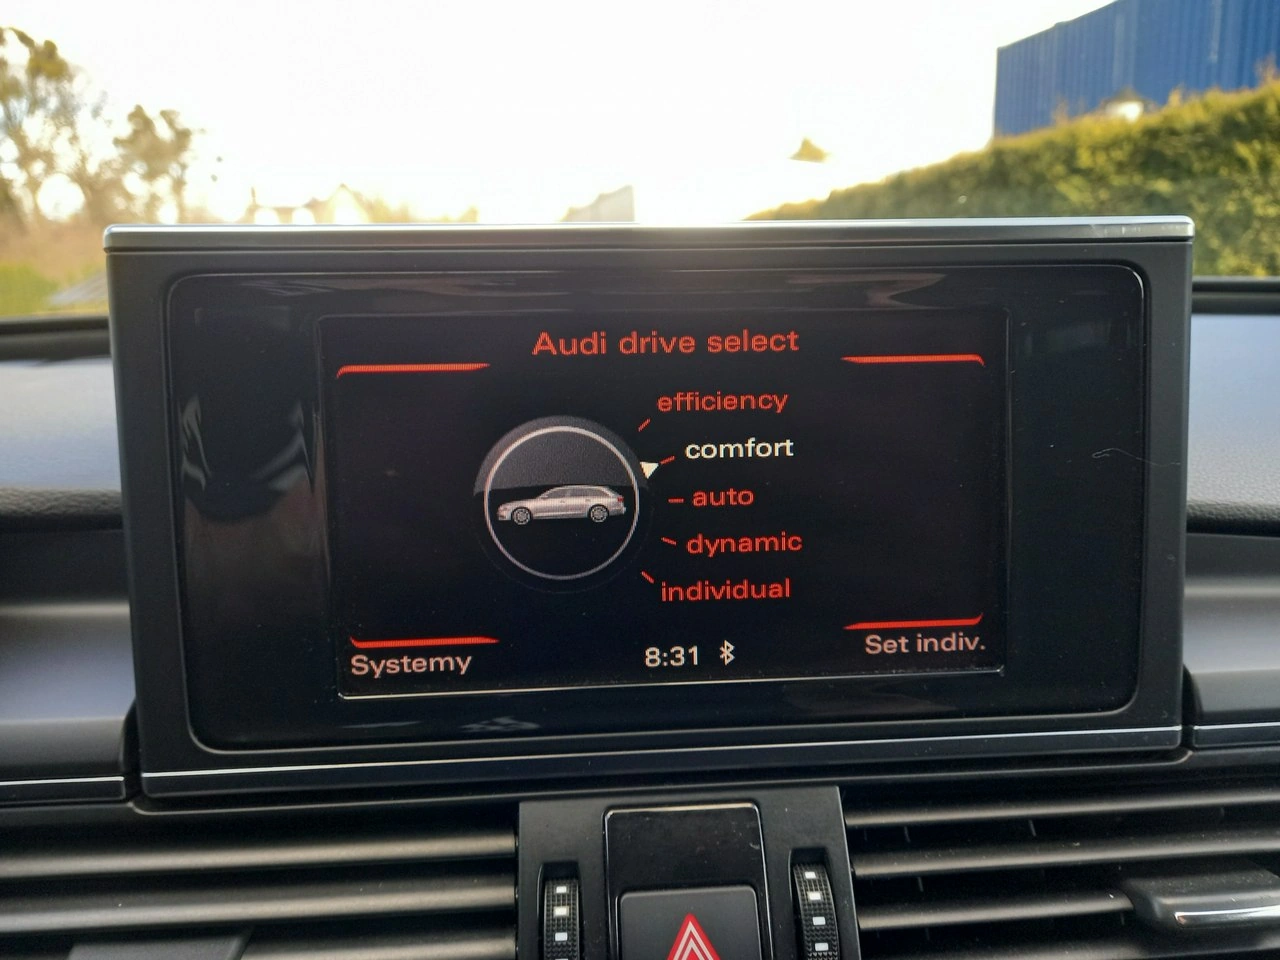 Audi drive select
efficiency
comfort
auto
dynamic
individual
Systemy
8:31
Set indiv.